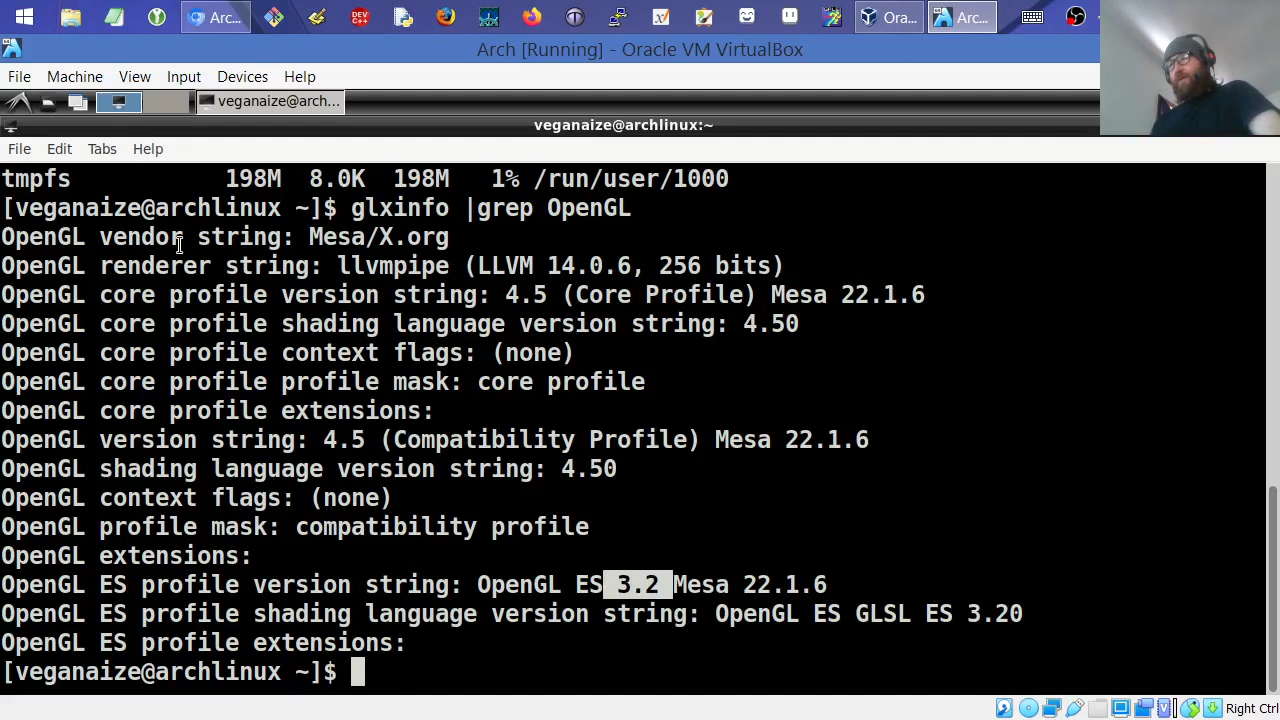 Arc...
Ora...
Arc...
Arch [Running] - Oracle VM VirtualBox
File Machine View Input Devices Help
veganaize@arch...
veganaize@archlinux:~
File Edit Tabs Help
tmpfs 198M 8.0K 198M 1% /run/user/1000
[veganaize@archlinux ~]$ glxinfo |grep OpenGL
OpenGL vendor string: Mesa/X.org
OpenGL renderer string: llvmpipe (LLVM 14.0.6, 256 bits)
OpenGL core profile version string: 4.5 (Core Profile) Mesa 22.1.6
OpenGL core profile shading language version string: 4.50
OpenGL core profile context flags: (none)
OpenGL core profile profile mask: core profile
OpenGL core profile extensions:
OpenGL version string: 4.5 (Compatibility Profile) Mesa 22.1.6
OpenGL shading language version string: 4.50
OpenGL context flags: (none)
OpenGL profile mask: compatibility profile
OpenGL extensions:
OpenGL ES profile version string: OpenGL ES 3.2 Mesa 22.1.6
OpenGL ES profile shading language version string: OpenGL ES GLSL ES 3.20
OpenGL ES profile extensions:
[veganaize@archlinux ~]$
Right Ctrl